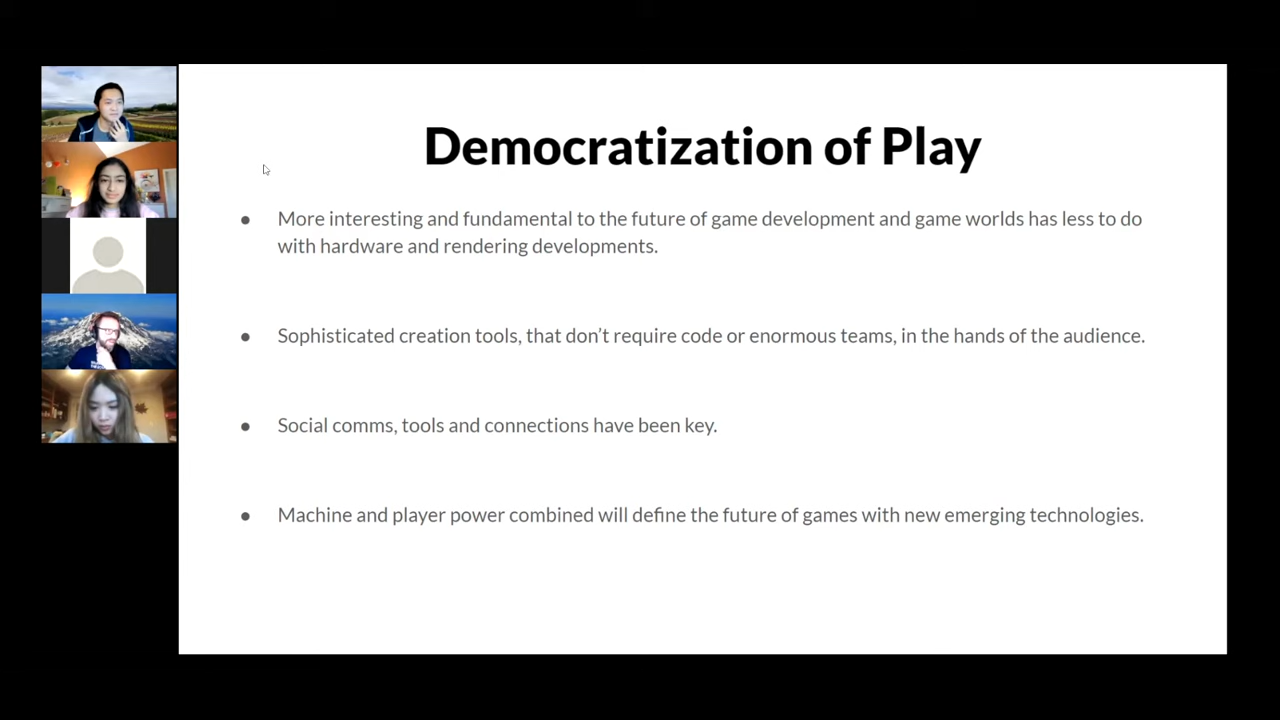 Democratization of Play
● More interesting and fundamental to the future of game development and game worlds has less to do
with hardware and rendering developments.
● Sophisticated creation tools, that don’t require code or enormous teams, in the hands of the audience.
● Social comms, tools and connections have been key.
● Machine and player power combined will define the future of games with new emerging technologies.